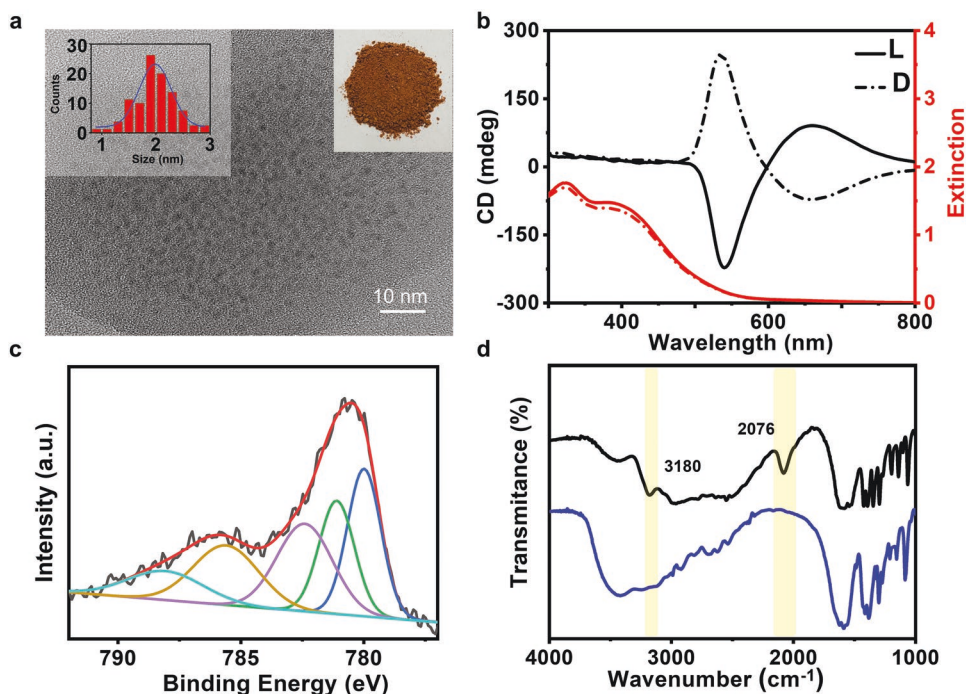 a
30
20
10
0
Counts
1 2 3
Size (nm)
10 nm
b
300
150
0
-150
-300
CD (mdeg)
L
D
4
3
2
1
0
Extinction
400 600 800
Wavelength (nm)
c
Intensity (a.u.)
790 785 780
Binding Energy (eV)
d
Transmitance (%)
2076
3180
4000 3000 2000 1000
Wavenumber (cm⁻¹)